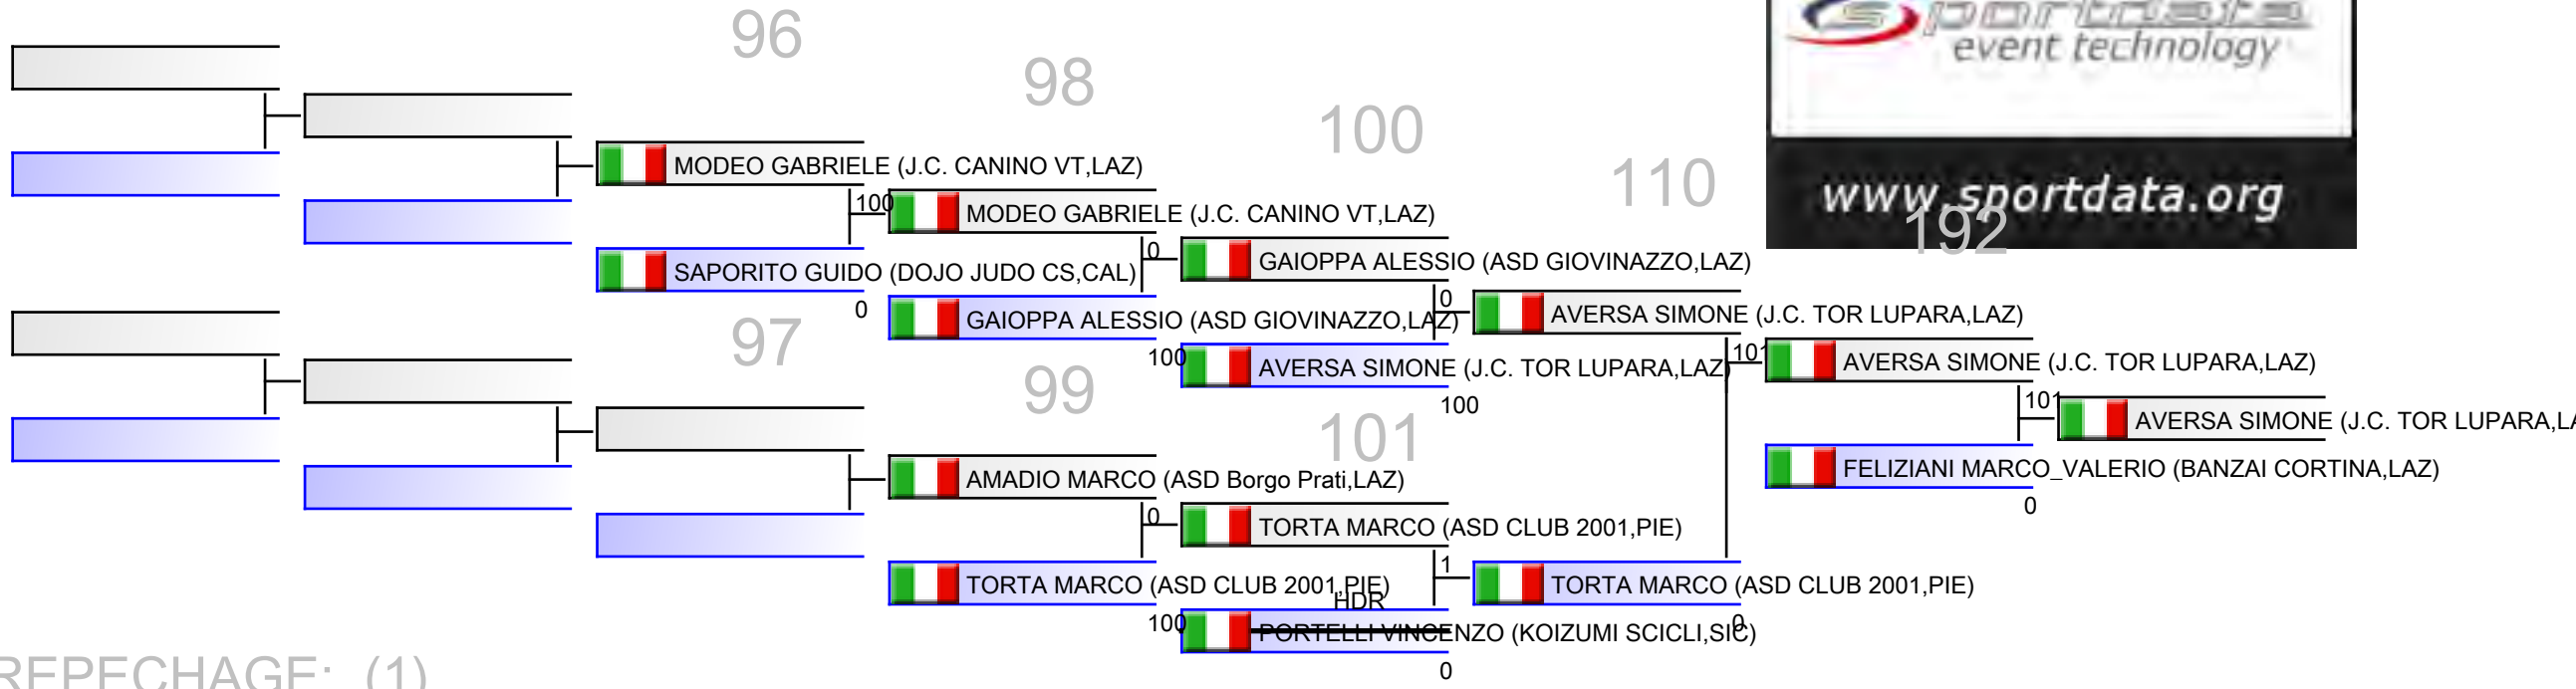 sportdata
event technology
www.sportdata.org
96
98
100
110
192
MODEO GABRIELE (J.C. CANINO VT,LAZ)
100
MODEO GABRIELE (J.C. CANINO VT,LAZ)
0
GAIOPPA ALESSIO (ASD GIOVINAZZO,LAZ)
SAPORITO GUIDO (DOJO JUDO CS,CAL)
0
0
AVERSA SIMONE (J.C. TOR LUPARA,LAZ)
GAIOPPA ALESSIO (ASD GIOVINAZZO,LAZ)
100
97
AVERSA SIMONE (J.C. TOR LUPARA,LAZ)
100
101
AVERSA SIMONE (J.C. TOR LUPARA,LAZ)
99
101
AVERSA SIMONE (J.C. TOR LUPARA,LA
101
FELIZIANI MARCO_VALERIO (BANZAI CORTINA,LAZ)
0
AMADIO MARCO (ASD Borgo Prati,LAZ)
0
TORTA MARCO (ASD CLUB 2001,PIE)
1
TORTA MARCO (ASD CLUB 2001,PIE)
TORTA MARCO (ASD CLUB 2001,PIE)
0
HDR
100
PORTELLI VINCENZO (KOIZUMI SCICLI,SIC)
0
REPECHAGE: (1)